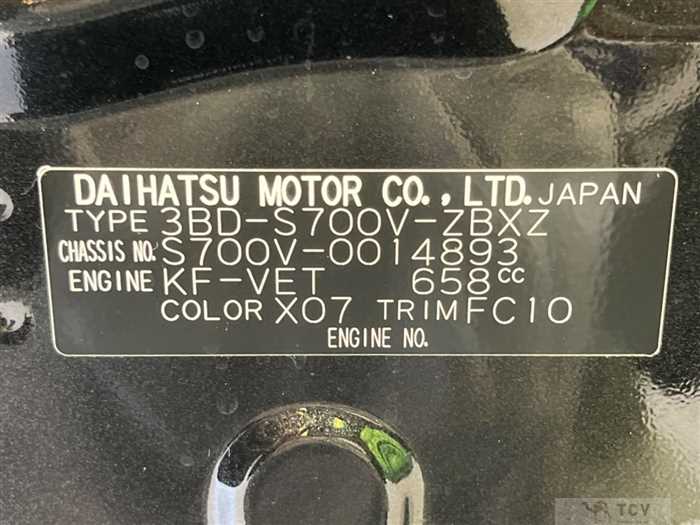 DAIHATSU MOTOR CO., LTD. JAPAN
TYPE 3BD-S700V-ZBXZ
CHASSIS NO. S700V-0014893
ENGINE KF-VET 658cc
COLOR X07 TRIM FC10
ENGINE NO.
TCV